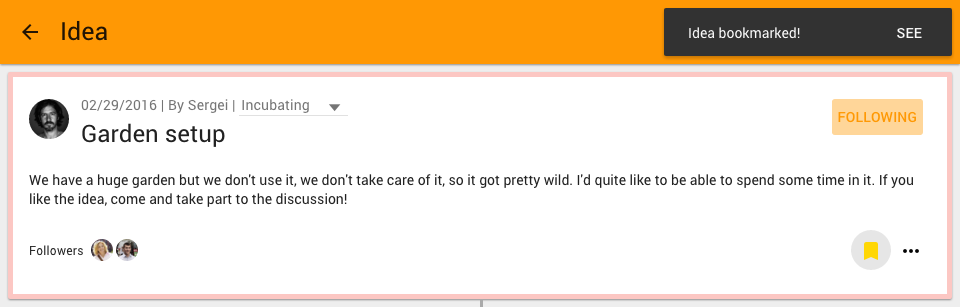 Idea
Idea bookmarked! SEE
02/29/2016 | By Sergei | Incubating
FOLLOWING
Garden setup
We have a huge garden but we don't use it, we don't take care of it, so it got pretty wild. I'd quite like to be able to spend some time in it. If you
like the idea, come and take part to the discussion!
Followers